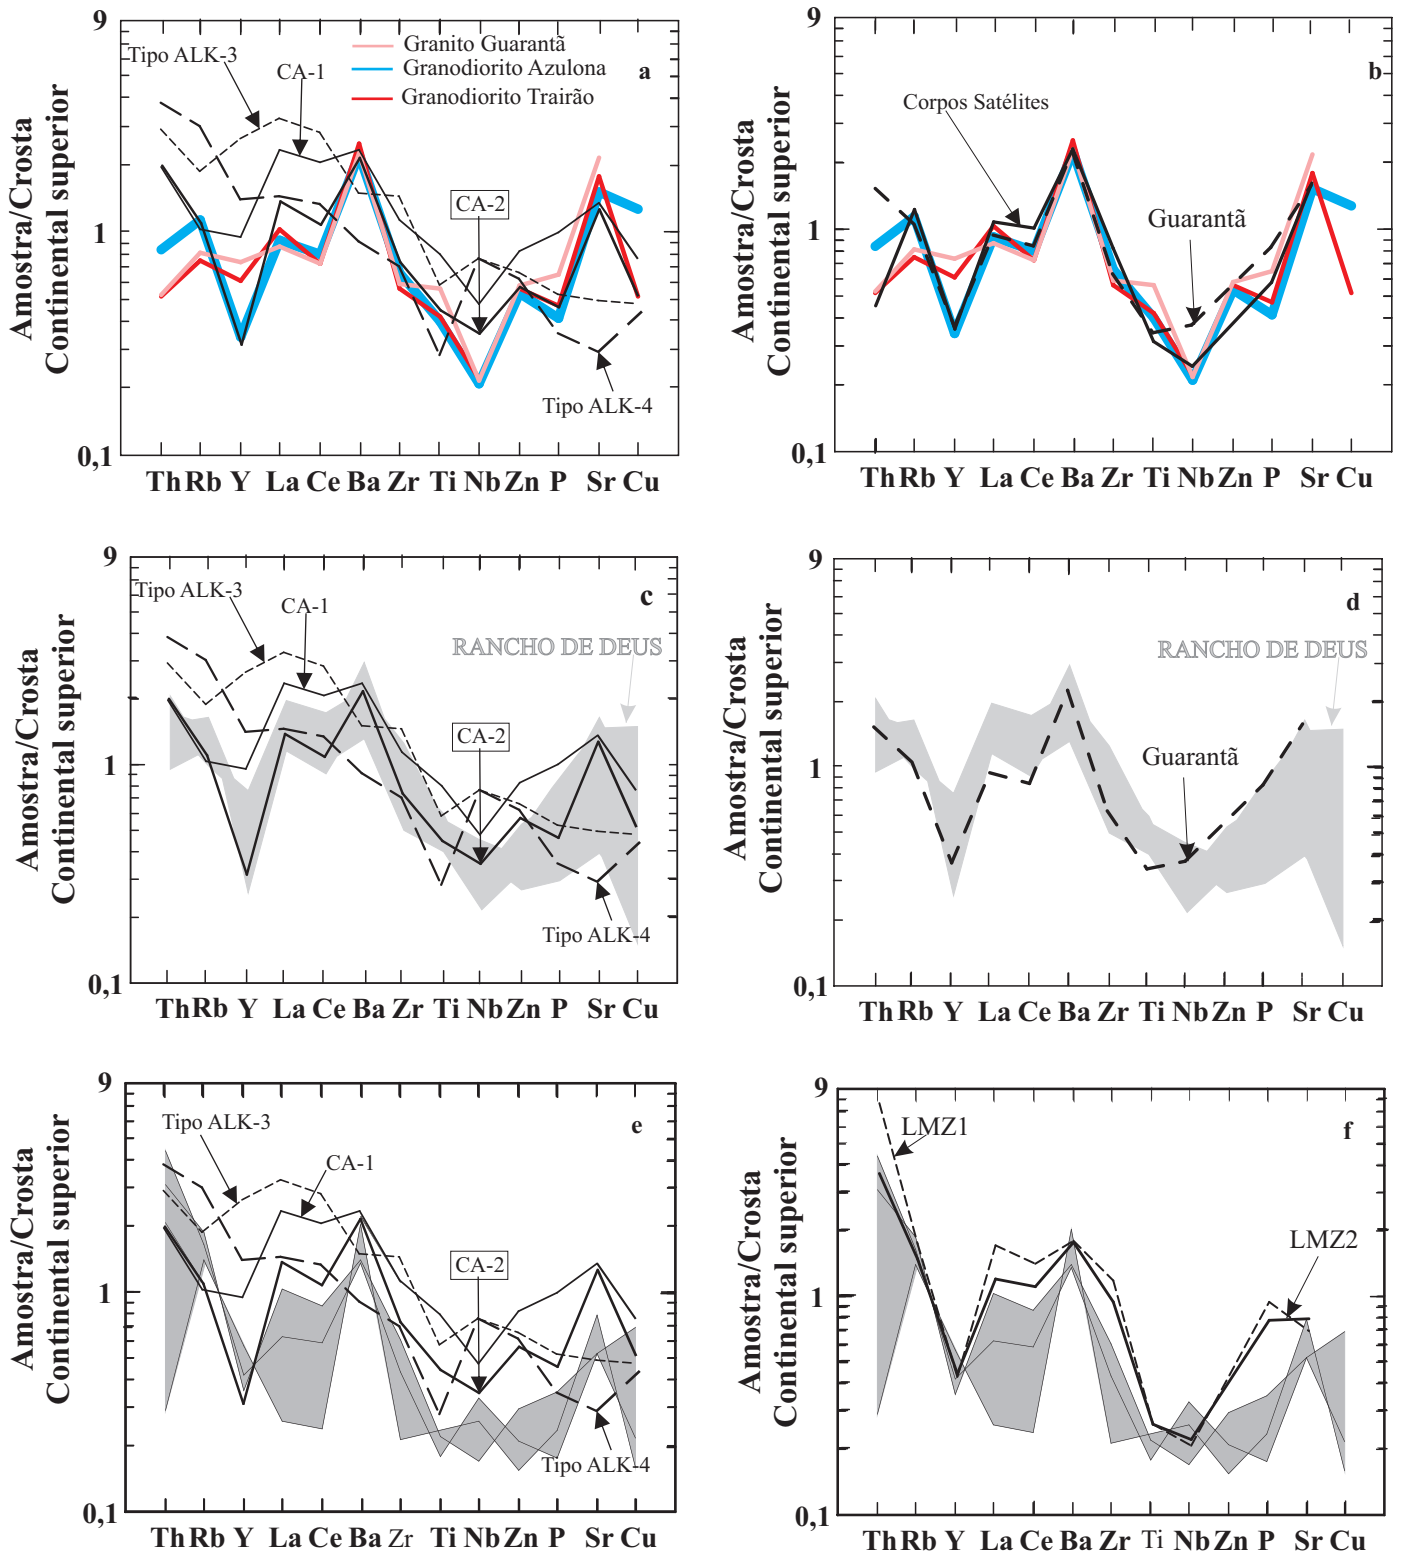 9
Tipo ALK-3
CA-1
Granito Guarantã
Granodiorito Azulona
Granodiorito Trairão
a
Amostra/Crosta
Continental superior
1
CA-2
Tipo ALK-4
0,1
Th Rb Y La Ce Ba Zr Ti Nb Zn P Sr Cu
9
b
Corpos Satélites
Amostra/Crosta
Continental superior
Guarantã
1
0,1
Th Rb Y La Ce Ba Zr Ti Nb Zn P Sr Cu
9
Tipo ALK-3
CA-1
c
RANCHO DE DEUS
Amostra/Crosta
Continental superior
1
CA-2
Tipo ALK-4
0,1
Th Rb Y La Ce Ba Zr Ti Nb Zn P Sr Cu
9
d
RANCHO DE DEUS
Amostra/Crosta
Continental superior
Guarantã
1
0,1
Th Rb Y La Ce Ba Zr Ti Nb Zn P Sr Cu
9
Tipo ALK-3
e
CA-1
Amostra/Crosta
Continental superior
CA-2
1
Tipo ALK-4
0,1
Th Rb Y La Ce Ba Zr Ti Nb Zn P Sr Cu
9
LMZ1
f
Amostra/Crosta
Continental superior
LMZ2
1
0,1
Th Rb Y La Ce Ba Zr Ti Nb Zn P Sr Cu